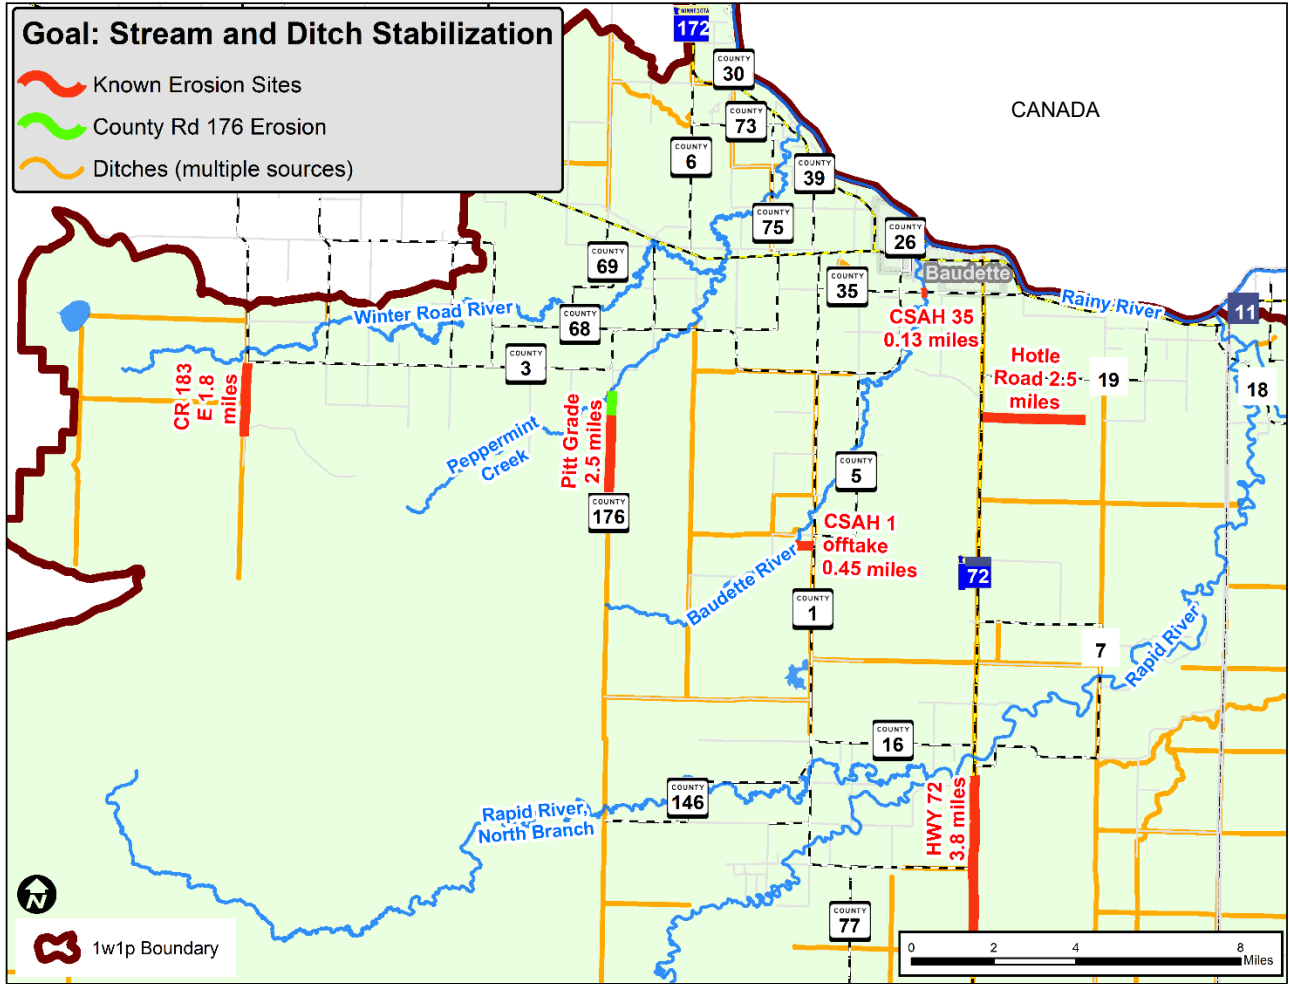 Goal: Stream and Ditch Stabilization
Known Erosion Sites
County Rd 176 Erosion
Ditches (multiple sources)
MINNESOTA
172
COUNTY
30
CANADA
COUNTY
73
COUNTY
6
COUNTY
39
COUNTY
75
COUNTY
26
COUNTY
69
Baudette
COUNTY
35
Rainy River
11
Winter Road River
COUNTY
68
CSAH 35
0.13 miles
COUNTY
3
Hotle
Road 2.5
miles
19
18
CR 183
E 1.8
miles
Pitt Grade
2.5 miles
Peppermint
Creek
COUNTY
5
COUNTY
176
CSAH 1
offtake
0.45 miles
Baudette River
72
COUNTY
1
7
Rapid River
COUNTY
16
COUNTY
146
Rapid River,
North Branch
HWY 72
3.8 miles
N
COUNTY
77
1w1p Boundary
0 2 4 8
Miles